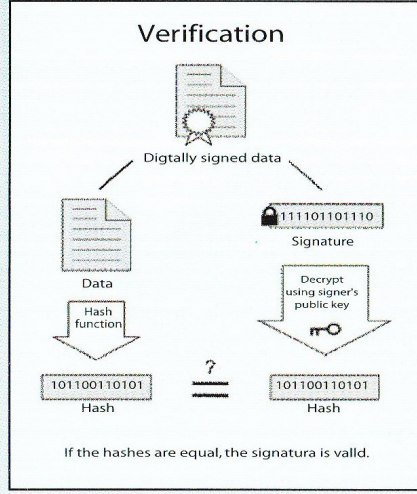 Verification
Digtally signed data
111101101110
Signature
Data
Decrypt
using signer's
public key
Hash
function
?
=
101100110101
101100110101
Hash
Hash
If the hashes are equal, the signatura is valld.